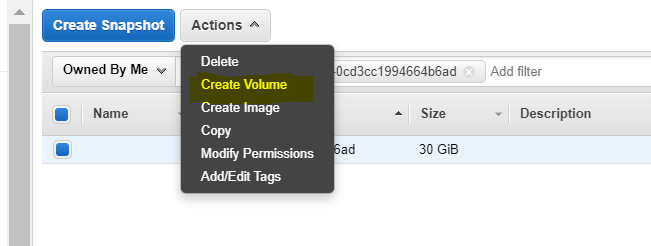 Create Snapshot Actions
Delete
Owned By Me -0cd3cc1994664b6ad Add filter
Create Volume
Create Image
Name Size Description
Copy
Modify Permissions 6ad 30 GiB
Add/Edit Tags